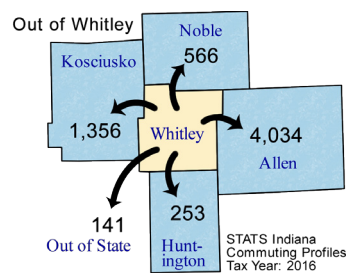 Out of Whitley
Noble
566
Kosciusko
1,356
Whitley
4,034
Allen
141
Out of State
253
Hunt-
ington
STATS Indiana
Commuting Profiles
Tax Year: 2016